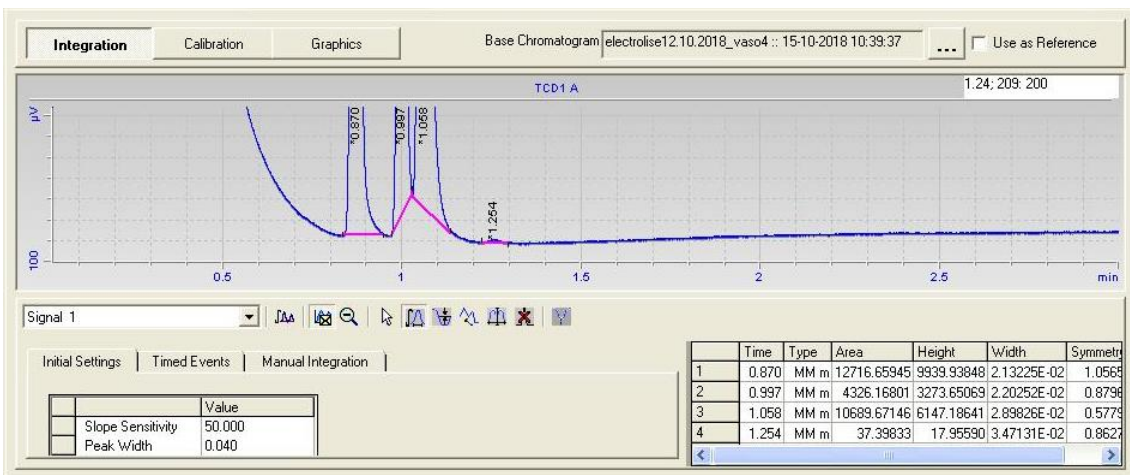 Integration Calibration Graphics Base Chromatogram electrolise12.10.2018_vaso4 :: 15-10-2018 10:39:37 ... Use as Reference
TCD1 A 1.24; 209: 200
µV
*0.870 *0.997 *1.058
*1.254
100
0.5 1 1.5 2 2.5 min
Signal 1
Initial Settings Timed Events Manual Integration
Value
Slope Sensitivity 50.000
Peak Width 0.040
Time Type Area Height Width Symmetry
1 0.870 MM m 12716.65945 9939.93848 2.13225E-02 1.0565
2 0.997 MM m 4326.16801 3273.65069 2.20252E-02 0.8796
3 1.058 MM m 10689.67146 6147.18641 2.89826E-02 0.5779
4 1.254 MM m 37.39833 17.95590 3.47131E-02 0.8627